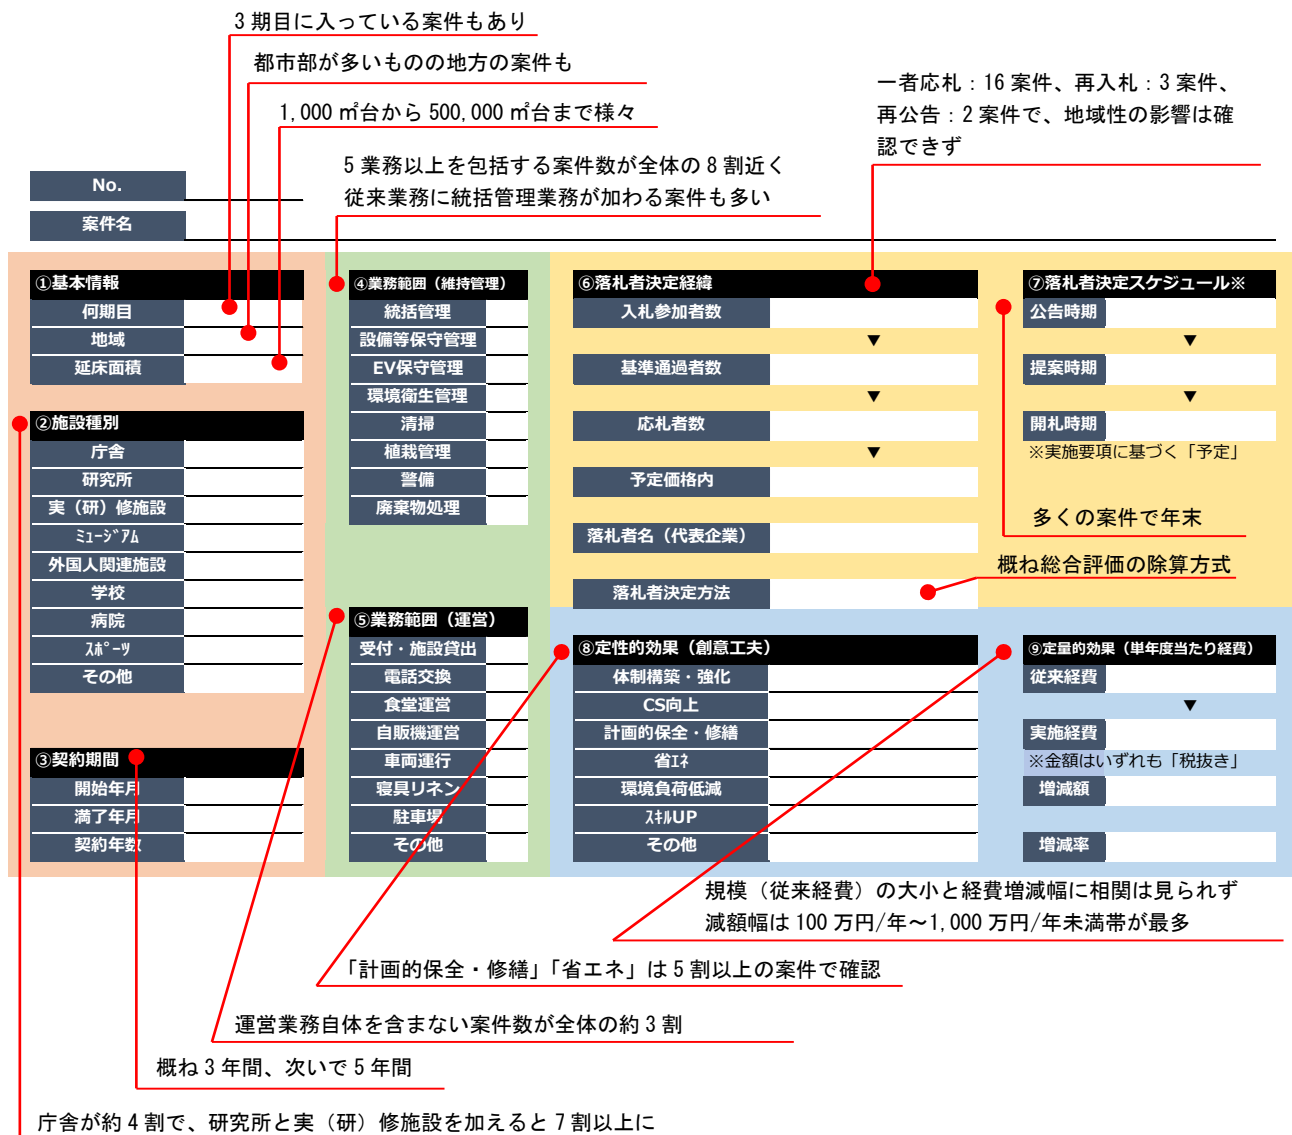 3期目に入っている案件もあり
都市部が多いものの地方の案件も
1,000㎡台から500,000㎡台まで様々
5業務以上を包括する案件数が全体の8割近く
従来業務に統括管理業務が加わる案件も多い
一者応札：16案件、再入札：3案件、
再公告：2案件で、地域性の影響は確
認できず
No.
案件名
①基本情報
何期目
地域
延床面積
②施設種別
庁舎
研究所
実（研）修施設
ﾐｭｰｼﾞｱﾑ
外国人関連施設
学校
病院
ｽﾎﾟｰﾂ
その他
③契約期間
開始年月
満了年月
契約年数
④業務範囲（維持管理）
統括管理
設備等保守管理
EV保守管理
環境衛生管理
清掃
植栽管理
警備
廃棄物処理
⑤業務範囲（運営）
受付・施設貸出
電話交換
食堂運営
自販機運営
車両運行
寝具リネン
駐車場
その他
⑥落札者決定経緯
入札参加者数
▼
基準通過者数
▼
応札者数
▼
予定価格内
落札者名（代表企業）
落札者決定方法
⑦落札者決定スケジュール※
公告時期
▼
提案時期
▼
開札時期
※実施要項に基づく「予定」
多くの案件で年末
概ね総合評価の除算方式
⑧定性的効果（創意工夫）
体制構築・強化
CS向上
計画的保全・修繕
省ｴﾈ
環境負荷低減
ｽｷﾙUP
その他
⑨定量的効果（単年度当たり経費）
従来経費
▼
実施経費
※金額はいずれも「税抜き」
増減額
増減率
規模（従来経費）の大小と経費増減幅に相関は見られず
減額幅は100万円/年～1,000万円/年未満帯が最多
「計画的保全・修繕」「省エネ」は5割以上の案件で確認
運営業務自体を含まない案件数が全体の約3割
概ね3年間、次いで5年間
庁舎が約4割で、研究所と実（研）修施設を加えると7割以上に